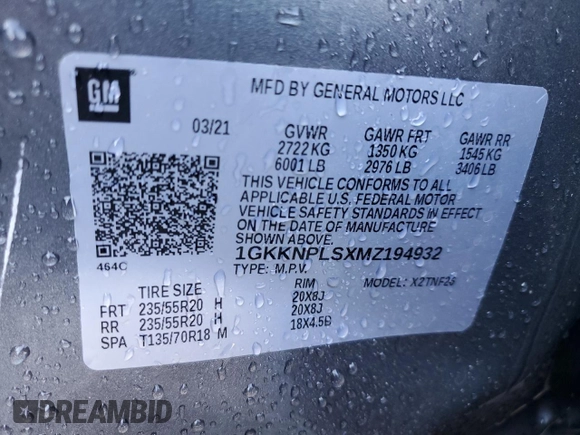 GM
MFD BY GENERAL MOTORS LLC
03/21 GVWR GAWR FRT GAWR RR
2722 KG 1350 KG 1545 KG
6001 LB 2976 LB 3406 LB
THIS VEHICLE CONFORMS TO ALL
APPLICABLE U.S. FEDERAL MOTOR
VEHICLE SAFETY STANDARDS IN EFFECT
ON THE DATE OF MANUFACTURE
SHOWN ABOVE.
1GKKNPLSXMZ194932
464C
TYPE: M.P.V. MODEL: X2TNF26
TIRE SIZE RIM
FRT 235/55R20 H 20X8J
RR 235/55R20 H 20X8J
SPA T135/70R18 M 18X4.5B
DREAMBID